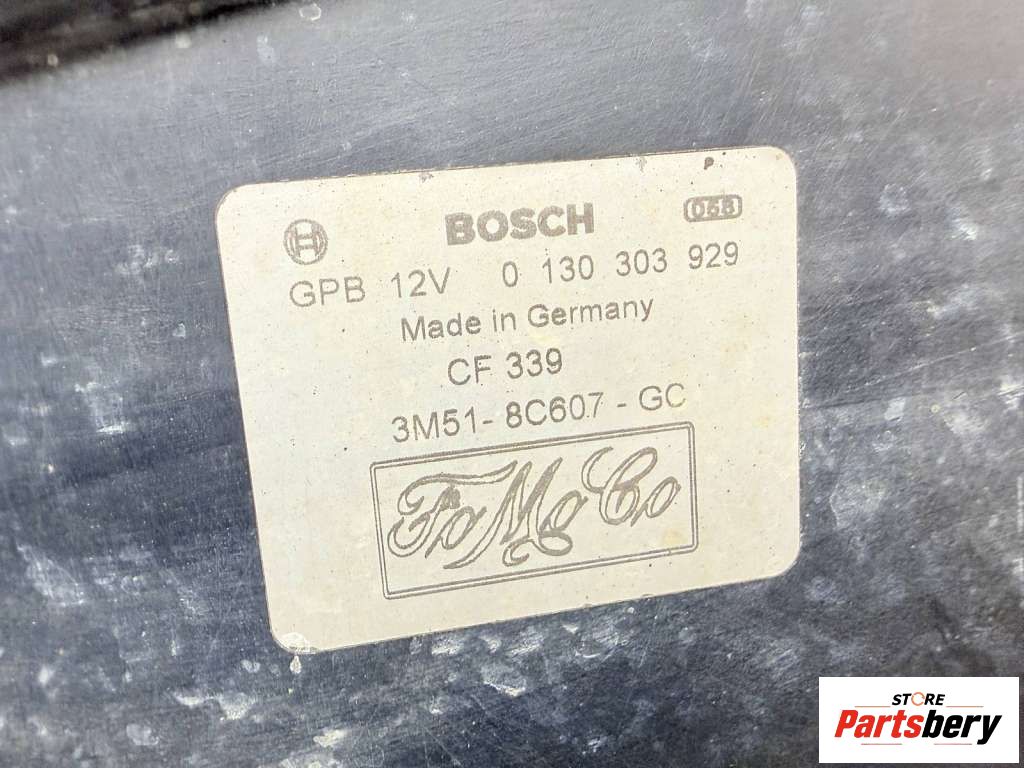 BOSCH
GPB 12V 0 130 303 929
Made in Germany
CF 339
3M51-8C607-GC
FoMoCo
STORE
Partsbery